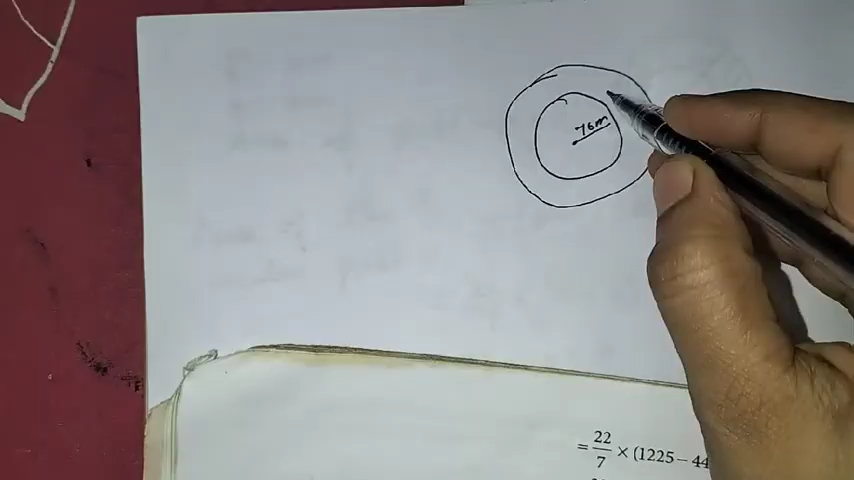 76m
= 22/7 × (1225 – 44